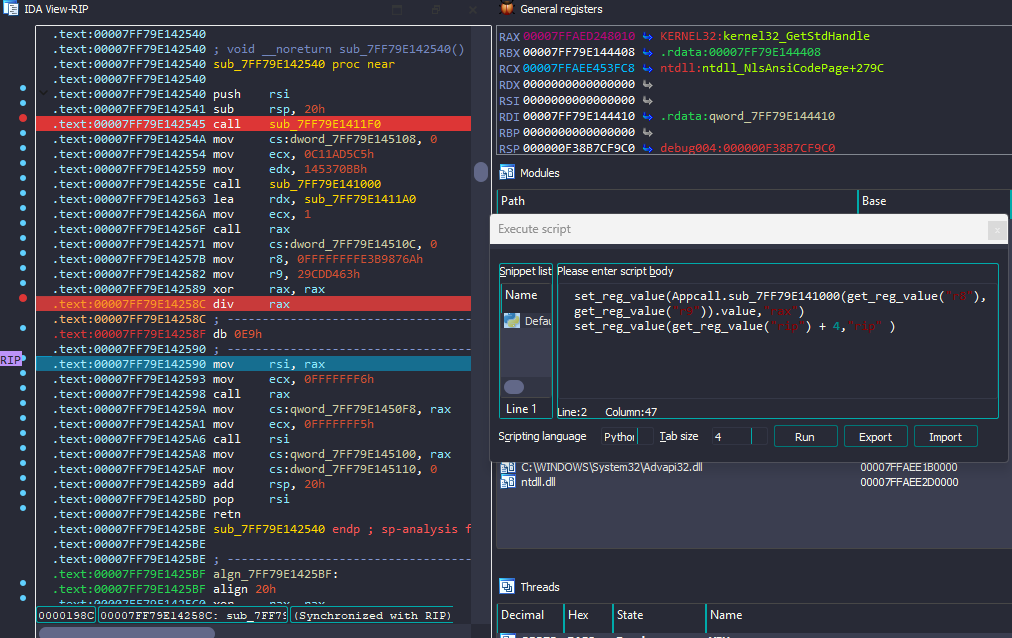 IDA View-RIP
.text:00007FF79E142540
.text:00007FF79E142540 ; void __noreturn sub_7FF79E142540()
.text:00007FF79E142540 sub_7FF79E142540 proc near
.text:00007FF79E142540
.text:00007FF79E142540 push rsi
.text:00007FF79E142541 sub rsp, 20h
.text:00007FF79E142545 call sub_7FF79E1411F0
.text:00007FF79E14254A mov cs:dword_7FF79E145108, 0
.text:00007FF79E142554 mov ecx, 0C11AD5C5h
.text:00007FF79E142559 mov edx, 145370BBh
.text:00007FF79E14255E call sub_7FF79E141000
.text:00007FF79E142563 lea rdx, sub_7FF79E1411A0
.text:00007FF79E14256A mov ecx, 1
.text:00007FF79E14256F call rax
.text:00007FF79E142571 mov cs:dword_7FF79E14510C, 0
.text:00007FF79E14257B mov r8, 0FFFFFFFFE3B9876Ah
.text:00007FF79E142582 mov r9, 29CDD463h
.text:00007FF79E142589 xor rax, rax
.text:00007FF79E14258C div rax
.text:00007FF79E14258C ; ---------------------------------
.text:00007FF79E14258F db 0E9h
.text:00007FF79E142590 ; ---------------------------------
RIP .text:00007FF79E142590 mov rsi, rax
.text:00007FF79E142593 mov ecx, 0FFFFFFF6h
.text:00007FF79E142598 call rax
.text:00007FF79E14259A mov cs:qword_7FF79E1450F8, rax
.text:00007FF79E1425A1 mov ecx, 0FFFFFFF5h
.text:00007FF79E1425A6 call rsi
.text:00007FF79E1425A8 mov cs:qword_7FF79E145100, rax
.text:00007FF79E1425AF mov cs:dword_7FF79E145110, 0
.text:00007FF79E1425B9 add rsp, 20h
.text:00007FF79E1425BD pop rsi
.text:00007FF79E1425BE retn
.text:00007FF79E1425BE sub_7FF79E142540 endp ; sp-analysis f
.text:00007FF79E1425BE
.text:00007FF79E1425BE ; ---------------------------------
.text:00007FF79E1425BF algn_7FF79E1425BF:
.text:00007FF79E1425BF align 20h
.text:00007FF79E1425C0 xor rax, rax
0000198C 00007FF79E14258C: sub_7FF79 (Synchronized with RIP)
General registers
RAX 00007FFAED248010 KERNEL32:kernel32_GetStdHandle
RBX 00007FF79E144408 .rdata:00007FF79E144408
RCX 00007FFAEE453FC8 ntdll:ntdll_NlsAnsiCodePage+279C
RDX 0000000000000000
RSI 0000000000000000
RDI 00007FF79E144410 .rdata:qword_7FF79E144410
RBP 0000000000000000
RSP 000000F38B7CF9C0 debug004:000000F38B7CF9C0
Modules
Path Base
Execute script
Snippet list Please enter script body
Name
Defau
Line 1
set_reg_value(Appcall.sub_7FF79E141000(get_reg_value("r8"),
get_reg_value("r9")).value,"rax")
set_reg_value(get_reg_value("rip") + 4,"rip" )
Line:2 Column:47
Scripting language Pythor Tab size 4 Run Export Import
C:\WINDOWS\System32\Advapi32.dll 00007FFAEE1B0000
ntdll.dll 00007FFAEE2D0000
Threads
Decimal Hex State Name